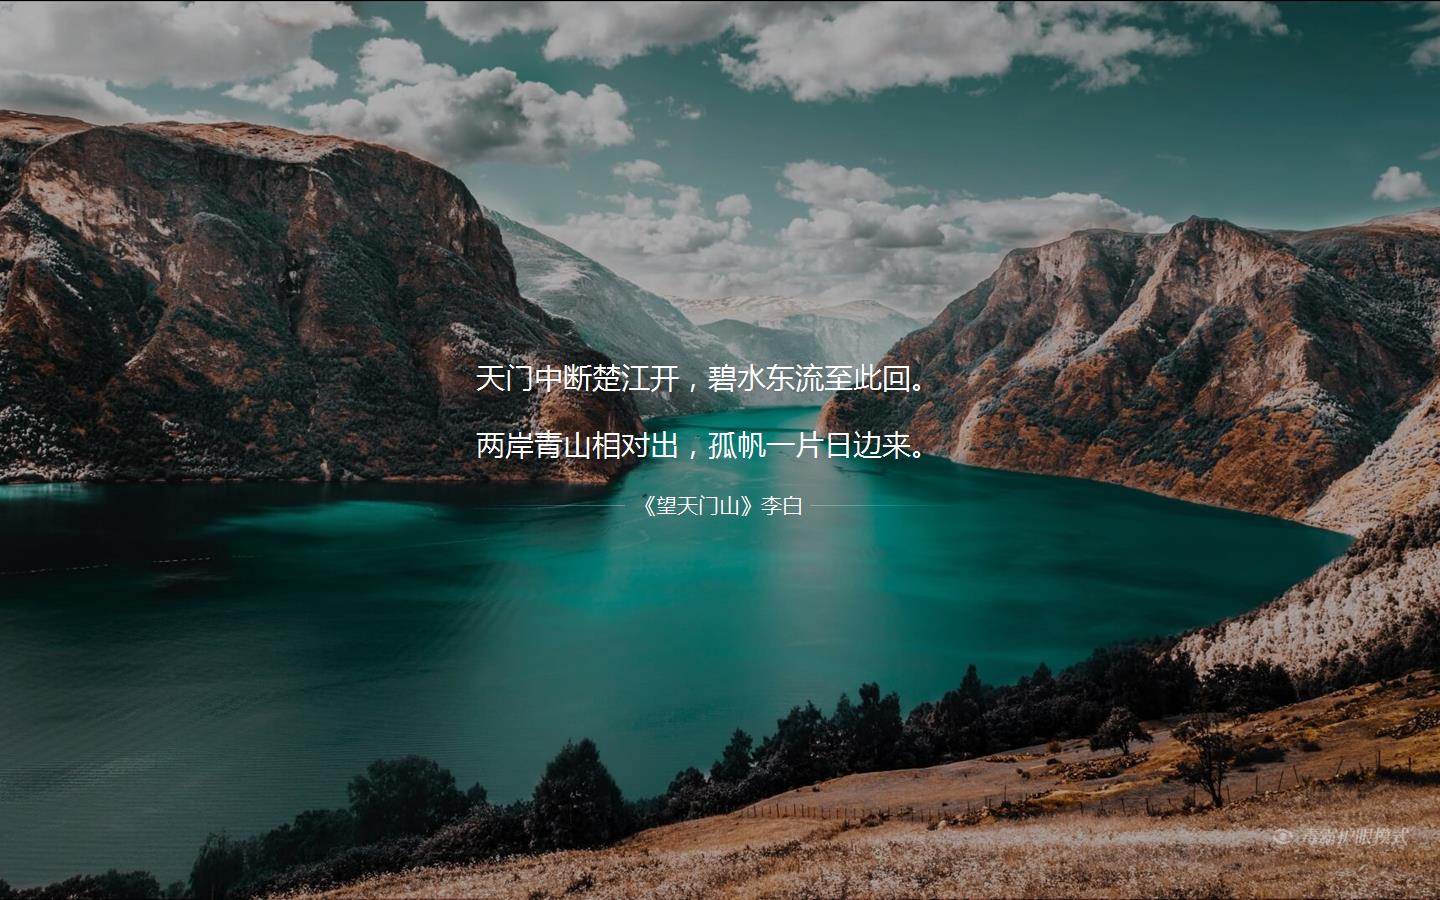 天门中断楚江开，碧水东流至此回。
两岸青山相对出，孤帆一片日边来。
《望天门山》李白
毒霸护眼模式